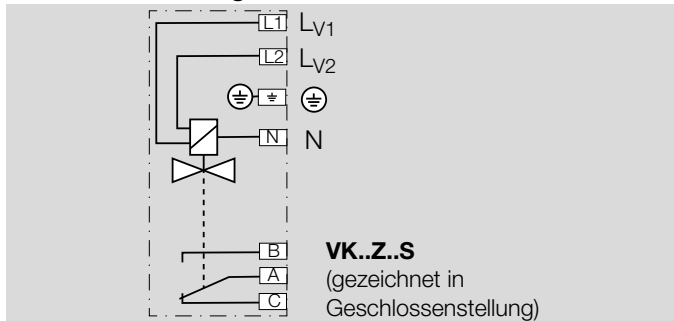 L1 LV1
L2 LV2
N N
B VK..Z..S
A (gezeichnet in
C Geschlossenstellung)